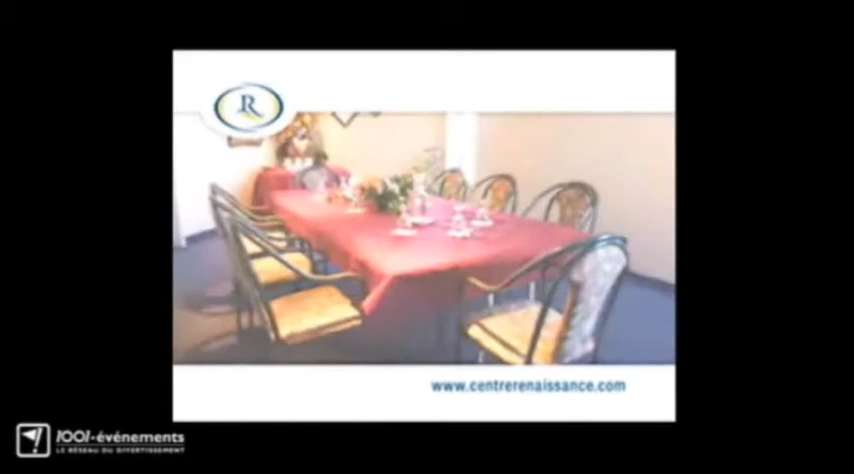 R
www.centrerenaissance.com
1001-événements
LE RÉSEAU DU DIVERTISSEMENT